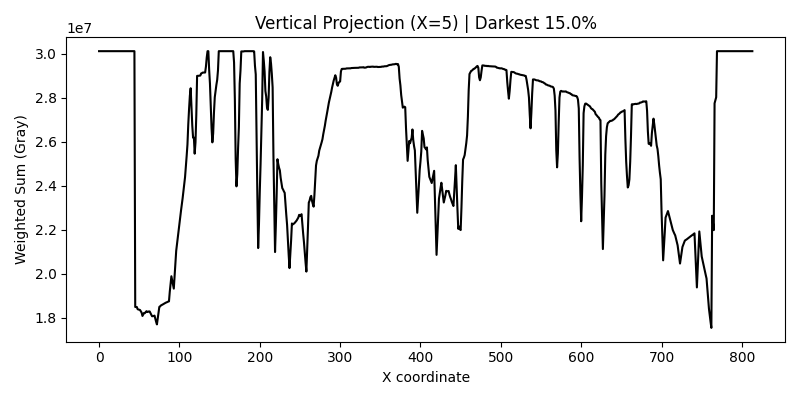 Vertical Projection (X=5) | Darkest 15.0%
1e7
3.0
2.8
2.6
2.4
2.2
2.0
1.8
Weighted Sum (Gray)
0 100 200 300 400 500 600 700 800
X coordinate